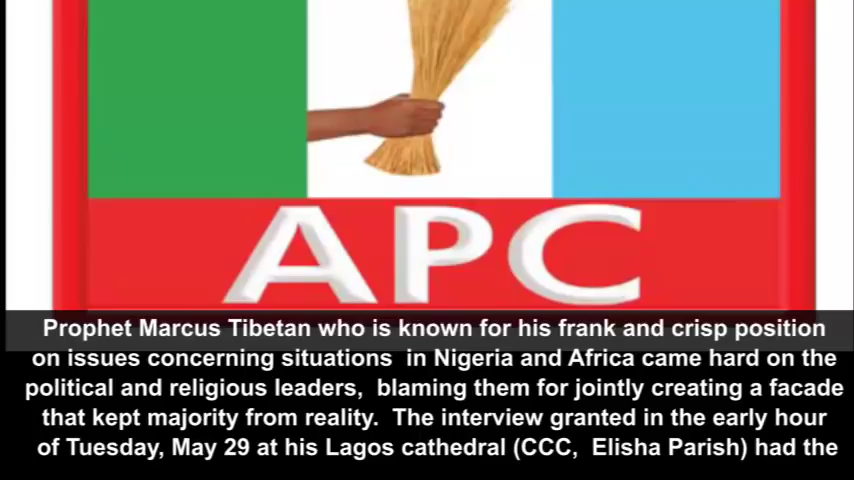 APC
Prophet Marcus Tibetan who is known for his frank and crisp position
on issues concerning situations in Nigeria and Africa came hard on the
political and religious leaders, blaming them for jointly creating a facade
that kept majority from reality. The interview granted in the early hour
of Tuesday, May 29 at his Lagos cathedral (CCC, Elisha Parish) had the